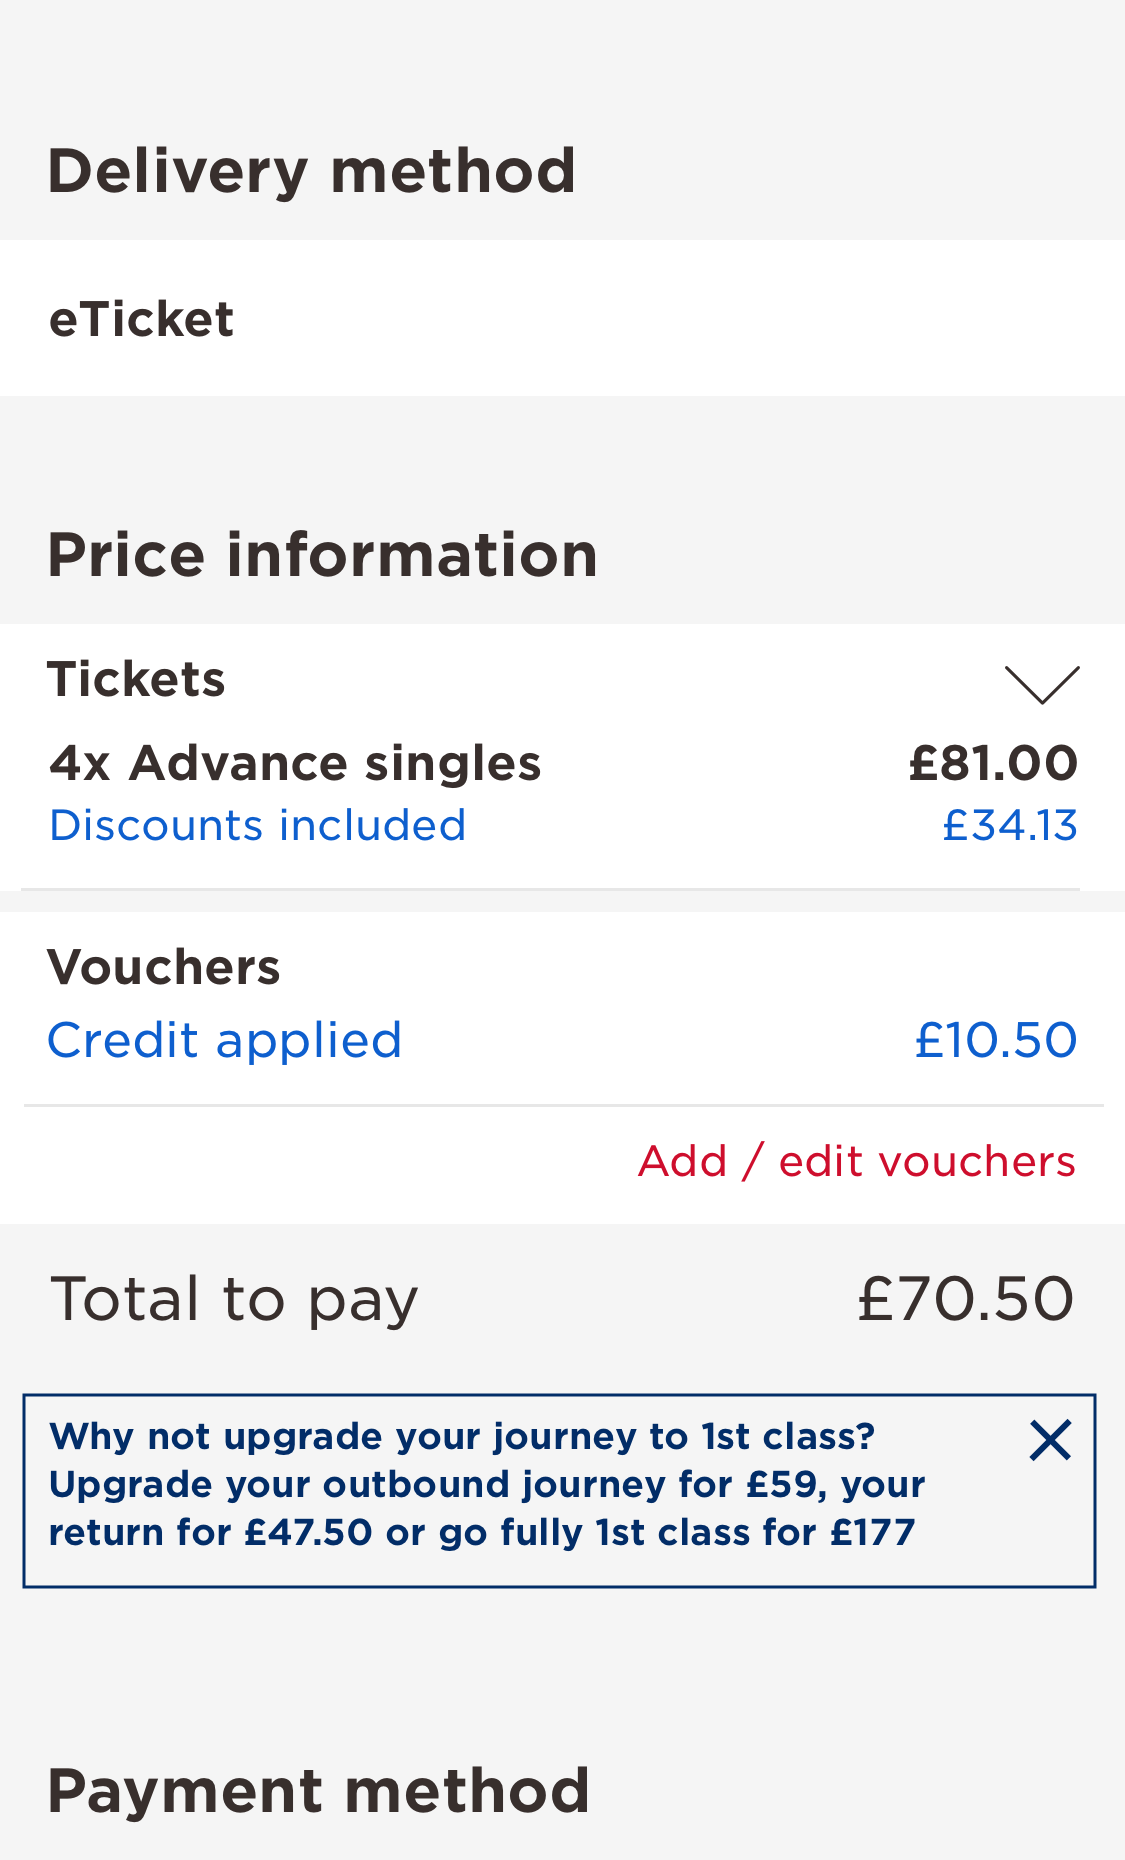 Delivery method
eTicket
Price information
Tickets
4x Advance singles £81.00
Discounts included £34.13
Vouchers
Credit applied £10.50
Add / edit vouchers
Total to pay £70.50
Why not upgrade your journey to 1st class?
Upgrade your outbound journey for £59, your
return for £47.50 or go fully 1st class for £177
Payment method